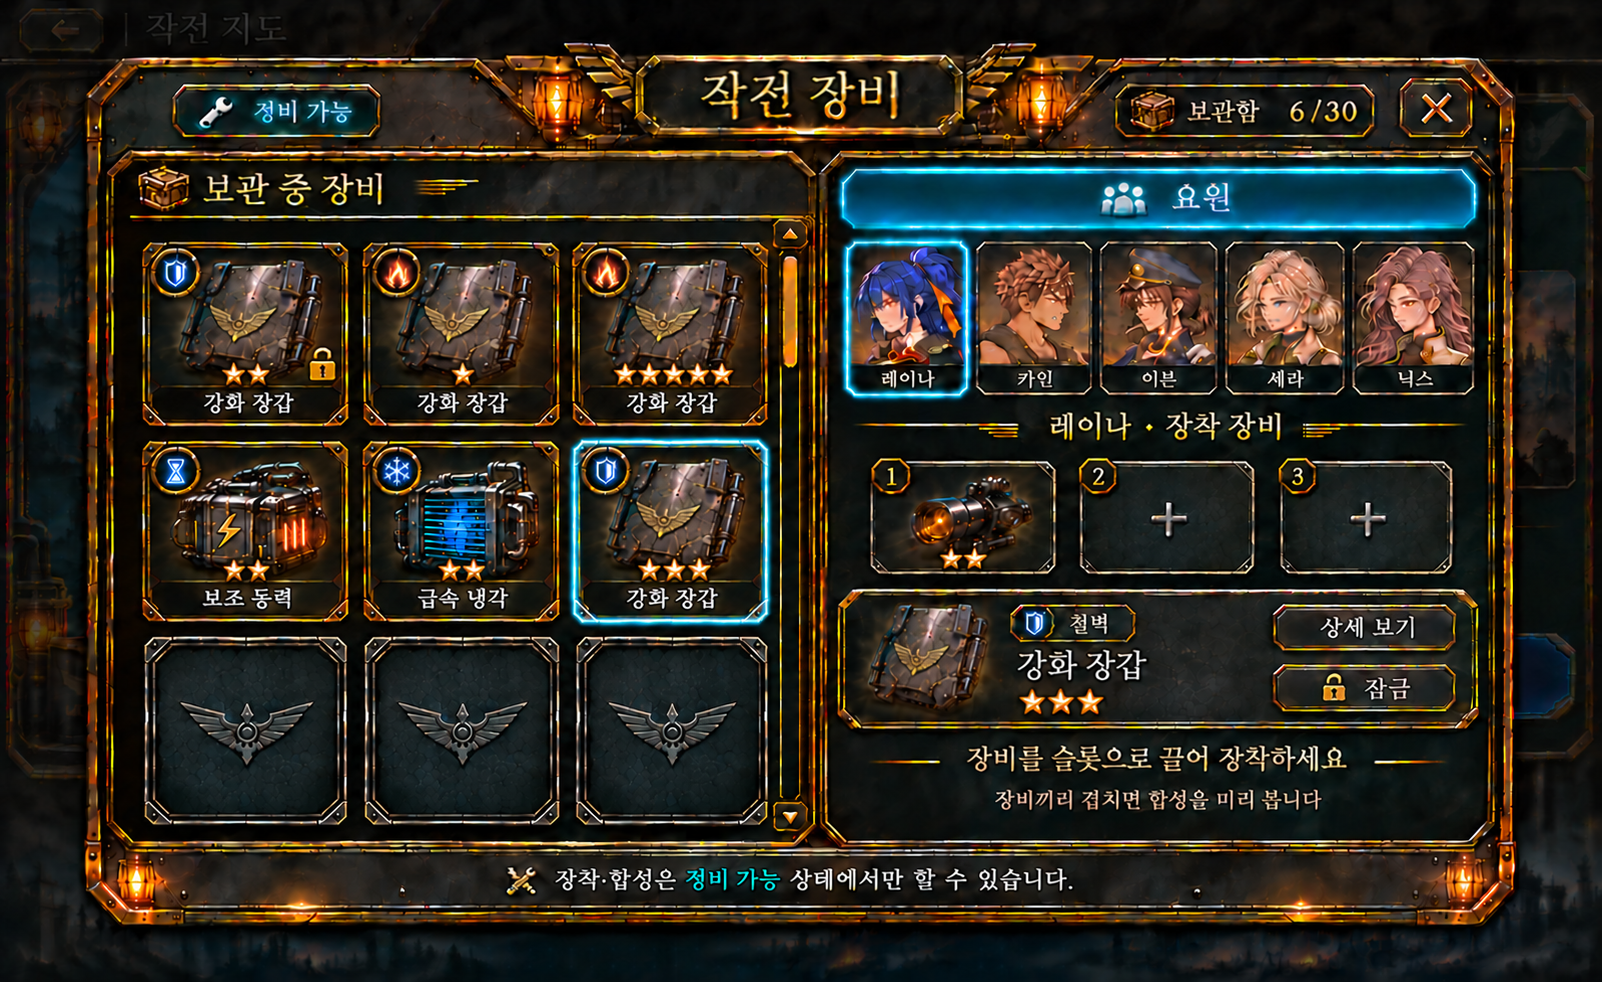 작전 지도
정비 가능
작전 장비
보관함 6/30
보관 중 장비
강화 장갑
강화 장갑
강화 장갑
보조 동력
급속 냉각
강화 장갑
요원
레이나
카인
이븐
세라
닉스
레이나 · 장착 장비
1
2
3
철벽
강화 장갑
상세 보기
잠금
장비를 슬롯으로 끌어 장착하세요
장비끼리 겹치면 합성을 미리 봅니다
장착·합성은 정비 가능 상태에서만 할 수 있습니다.